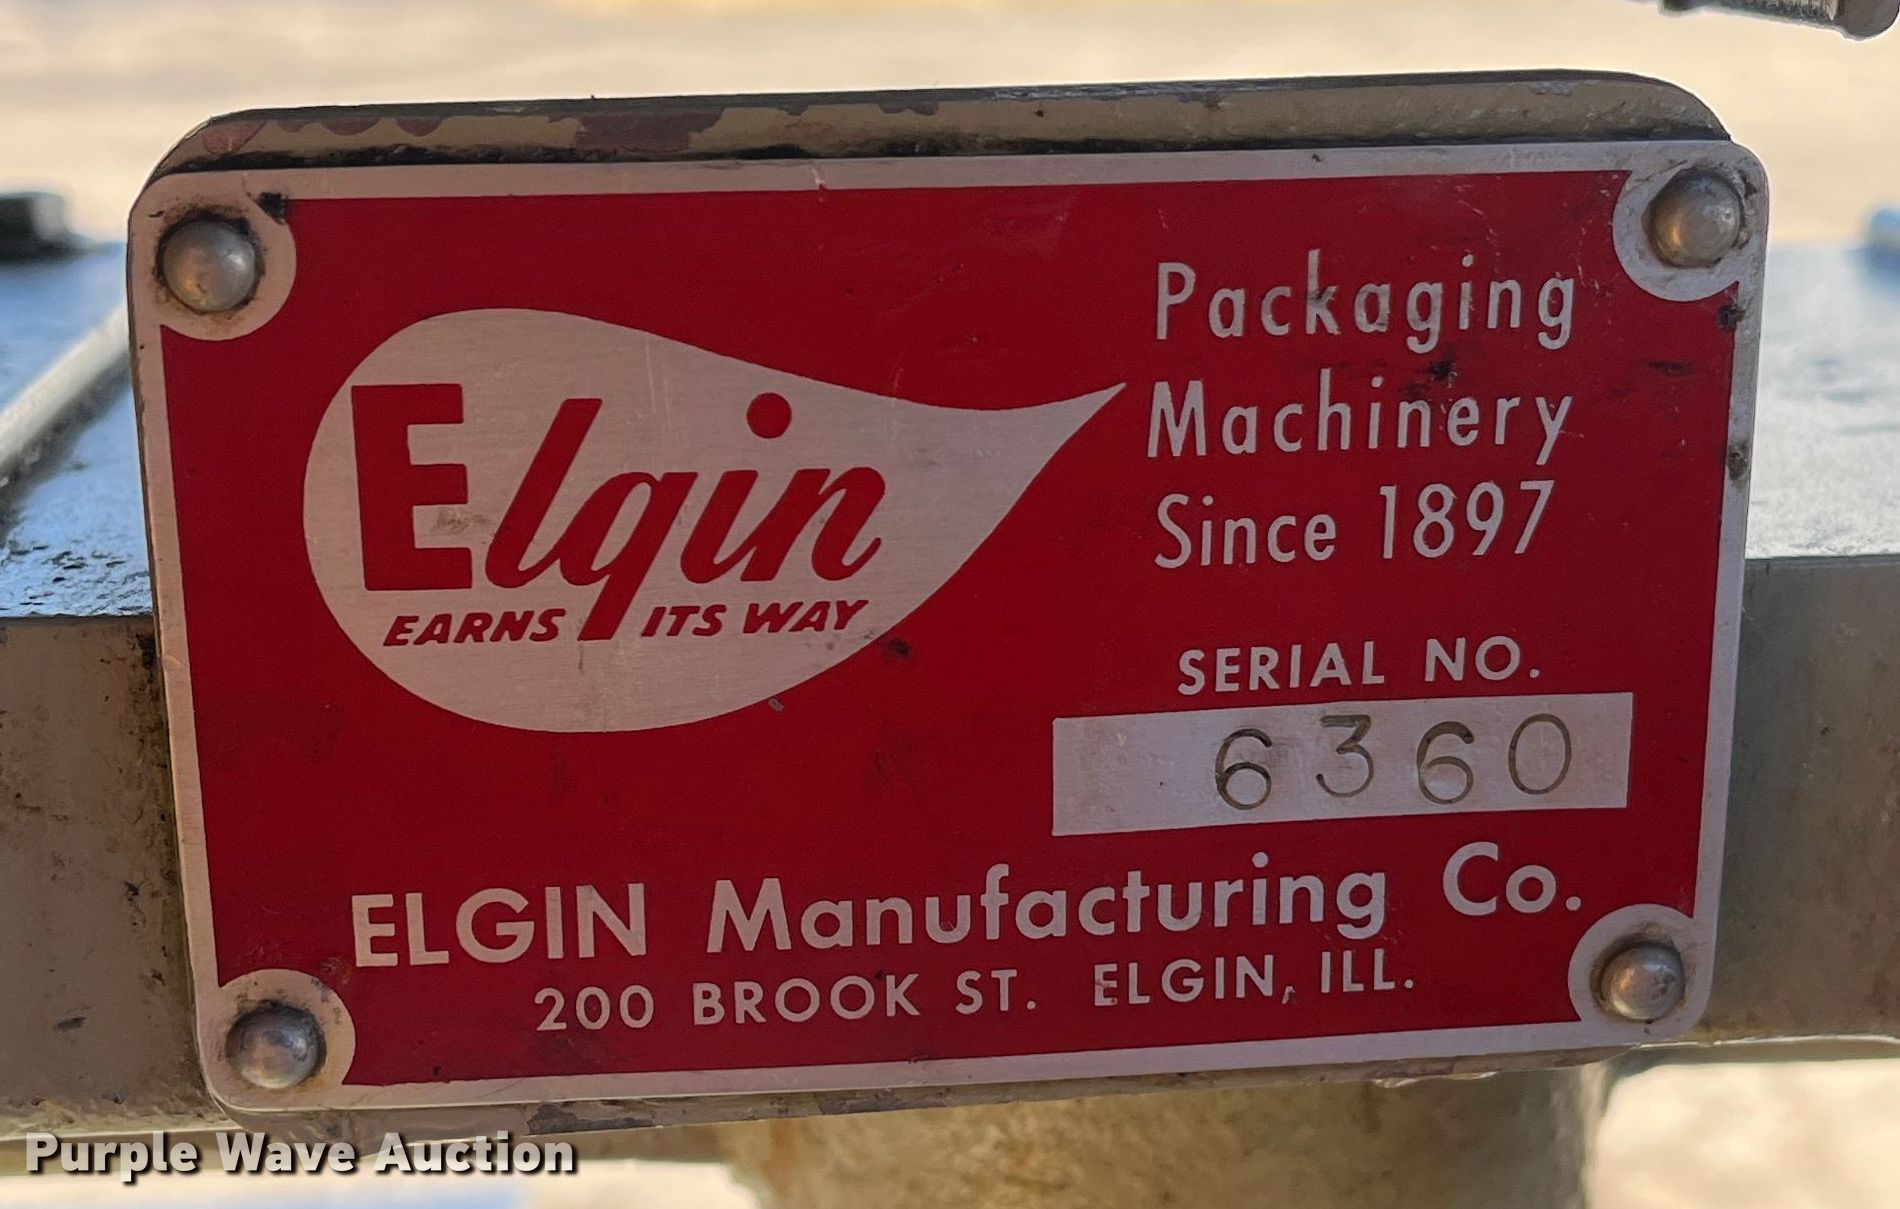 Elgin
EARNS ITS WAY
Packaging
Machinery
Since 1897
SERIAL NO.
6360
ELGIN Manufacturing Co.
200 BROOK ST. ELGIN, ILL.
Purple Wave Auction